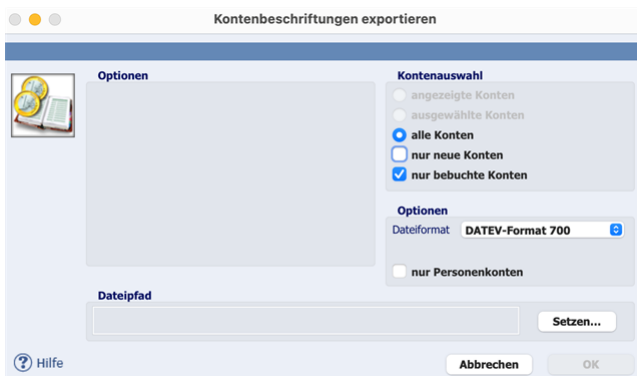 Kontenbeschriftungen exportieren
Optionen
Kontenauswahl
angezeigte Konten
ausgewählte Konten
alle Konten
nur neue Konten
nur bebuchte Konten
Optionen
Dateiformat DATEV-Format 700
nur Personenkonten
Dateipfad
Setzen...
? Hilfe
Abbrechen
OK